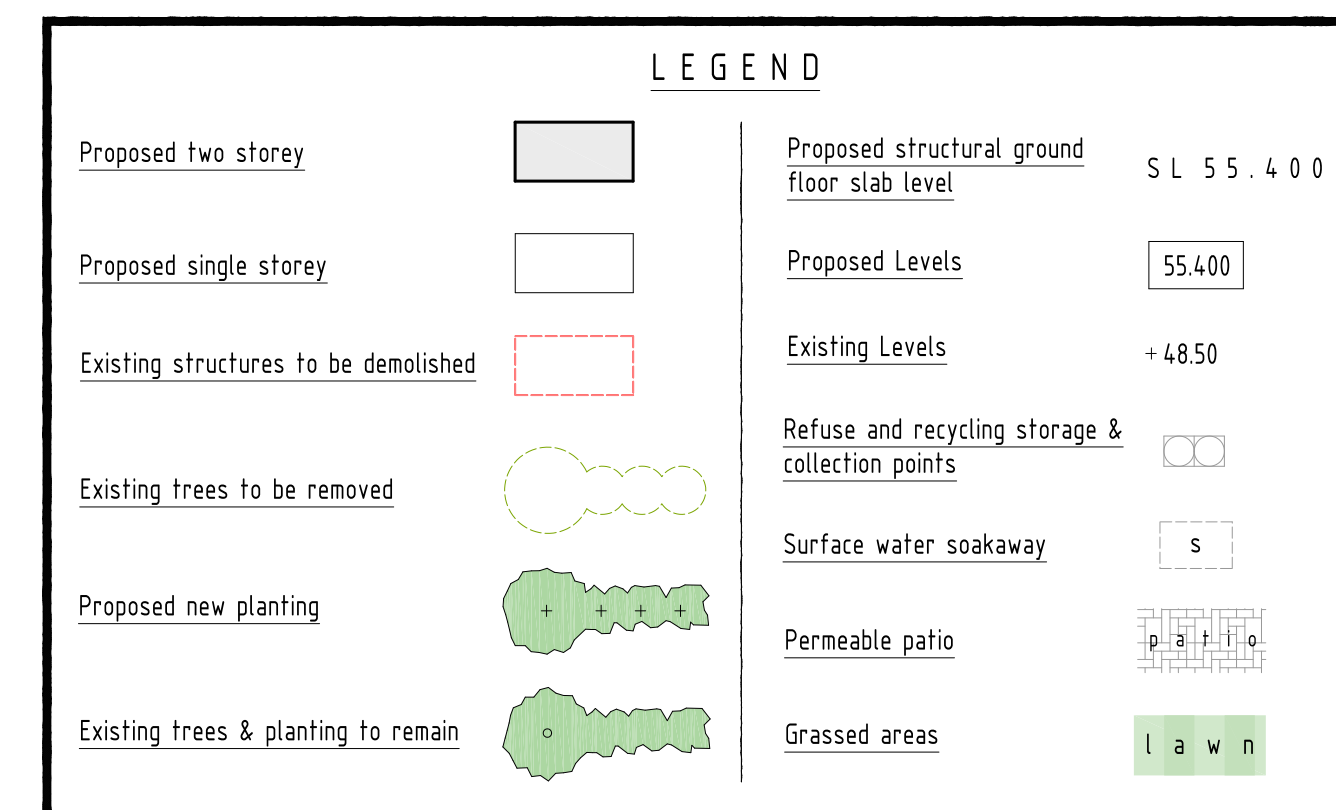 LEGEND
Proposed two storey
Proposed single storey
Existing structures to be demolished
Existing trees to be removed
Proposed new planting
Existing trees & planting to remain
Proposed structural ground
floor slab level
SL 55.400
Proposed Levels
55.400
Existing Levels
+48.50
Refuse and recycling storage &
collection points
Surface water soakaway
s
Permeable patio
patio
Grassed areas
lawn